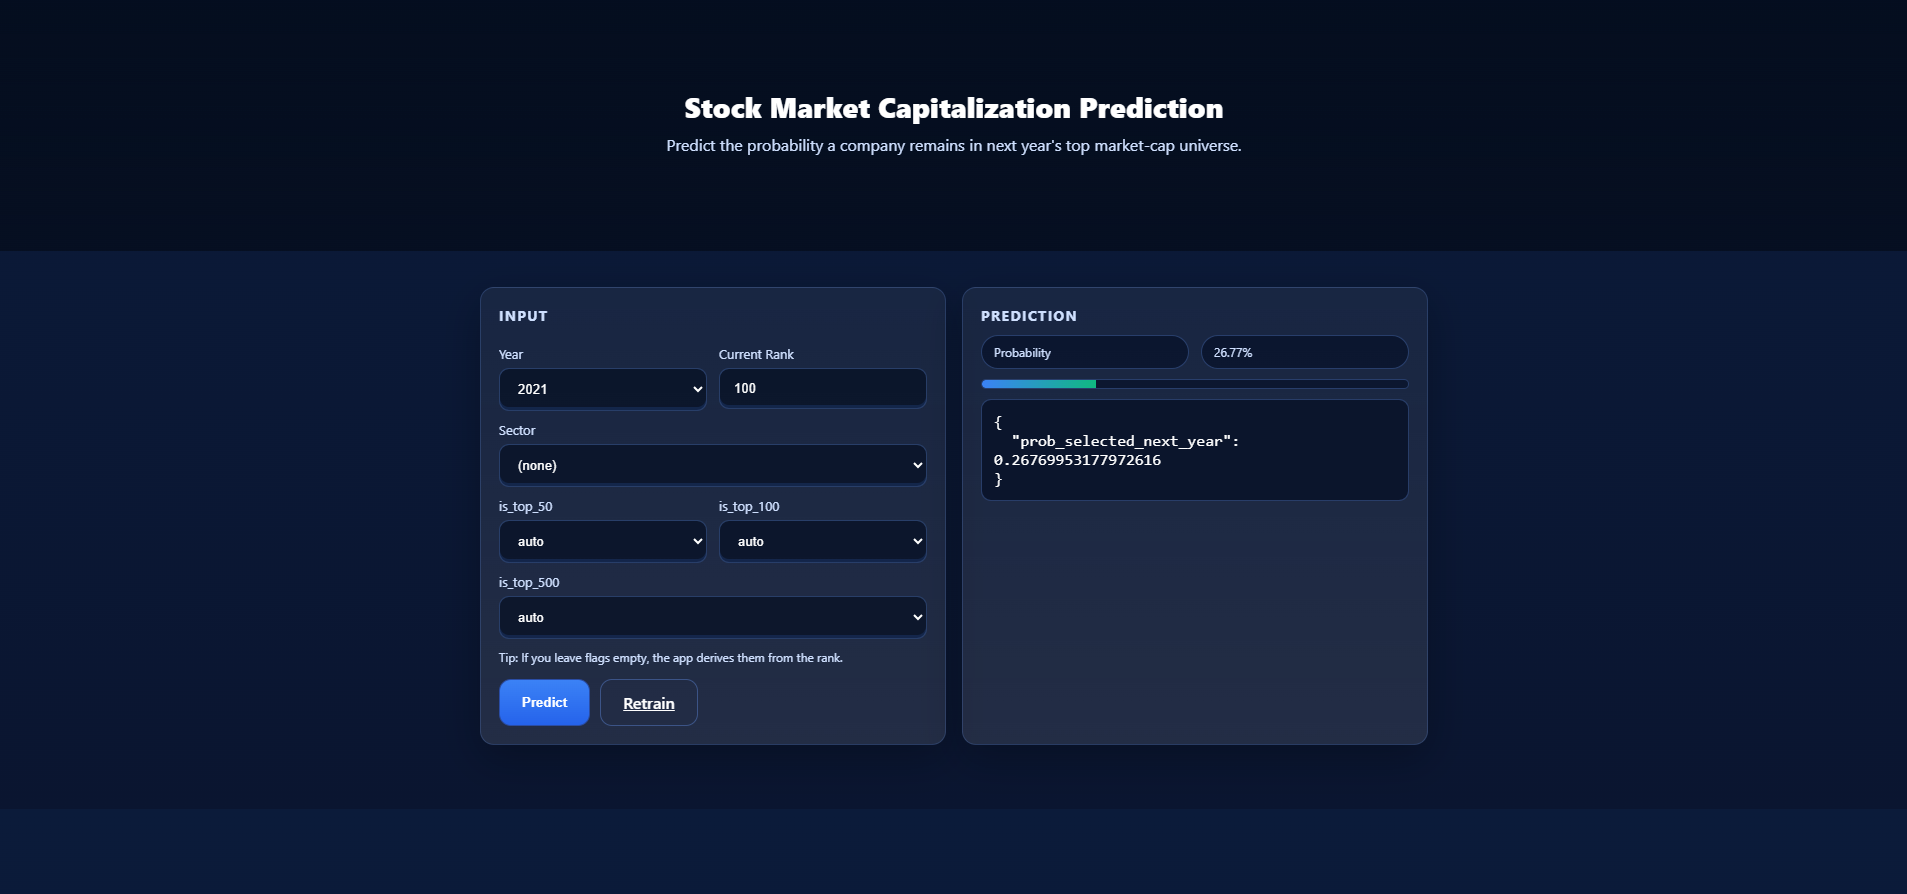 Stock Market Capitalization Prediction
Predict the probability a company remains in next year's top market-cap universe.
INPUT
Year
Current Rank
2021
100
Sector
(none)
is_top_50
is_top_100
auto
auto
is_top_500
auto
Tip: If you leave flags empty, the app derives them from the rank.
Predict
Retrain
PREDICTION
Probability
26.77%
{
"prob_selected_next_year":
0.26769953177972616
}